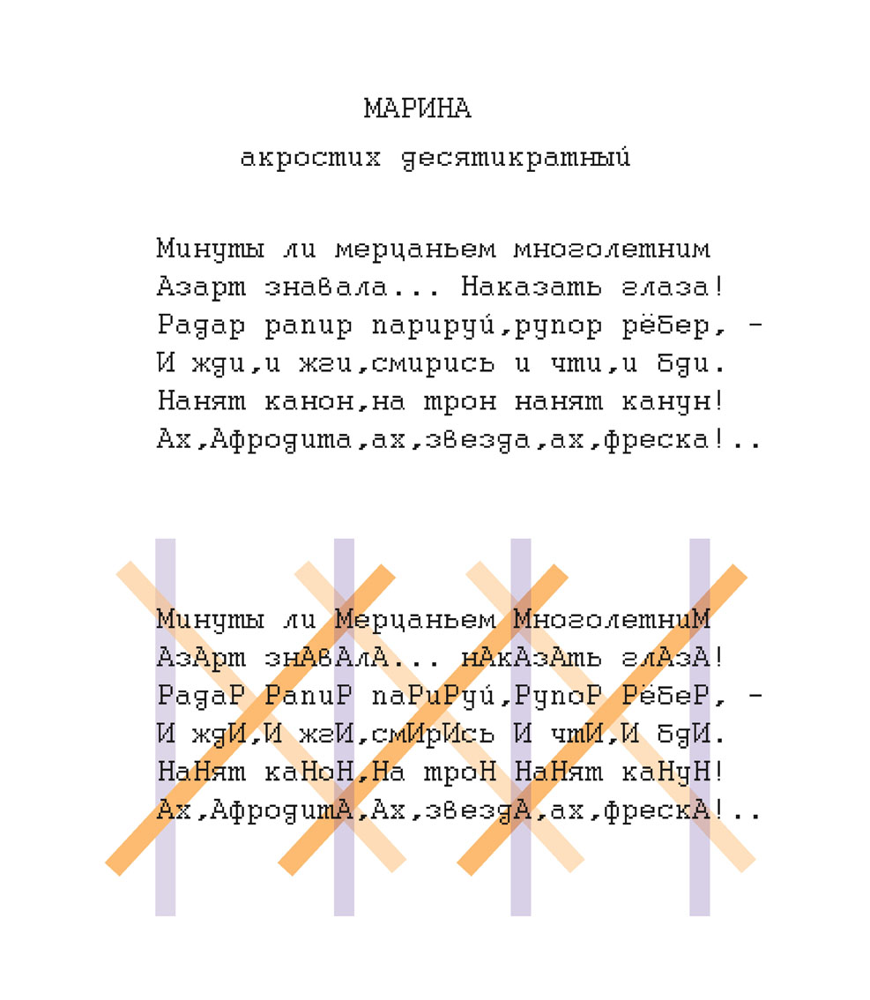 МАРИНА
акростих десятикратный
Минуты ли мерцаньем многолетним
Азарт знавала... Наказать глаза!
Радар рапир парируй,рупор рёбер, -
И жди,и жги,смирись и чти,и бди.
Нанят канон,на трон нанят канун!
Ах,Афродита,ах,звезда,ах,фреска!..
Минуты ли Мерцаньем МноголетниМ
АзАрт знАвАлА... нАкАзАть глАзА!
РадаР РапиР паРиРуй,РупоР РёбеР, -
И ждИ,И жгИ,смИрИсь И чтИ,И бдИ.
НаНят каНоН,На троН НаНят каНуН!
Ах,АфродитА,Ах,звездА,ах,фрескА!..